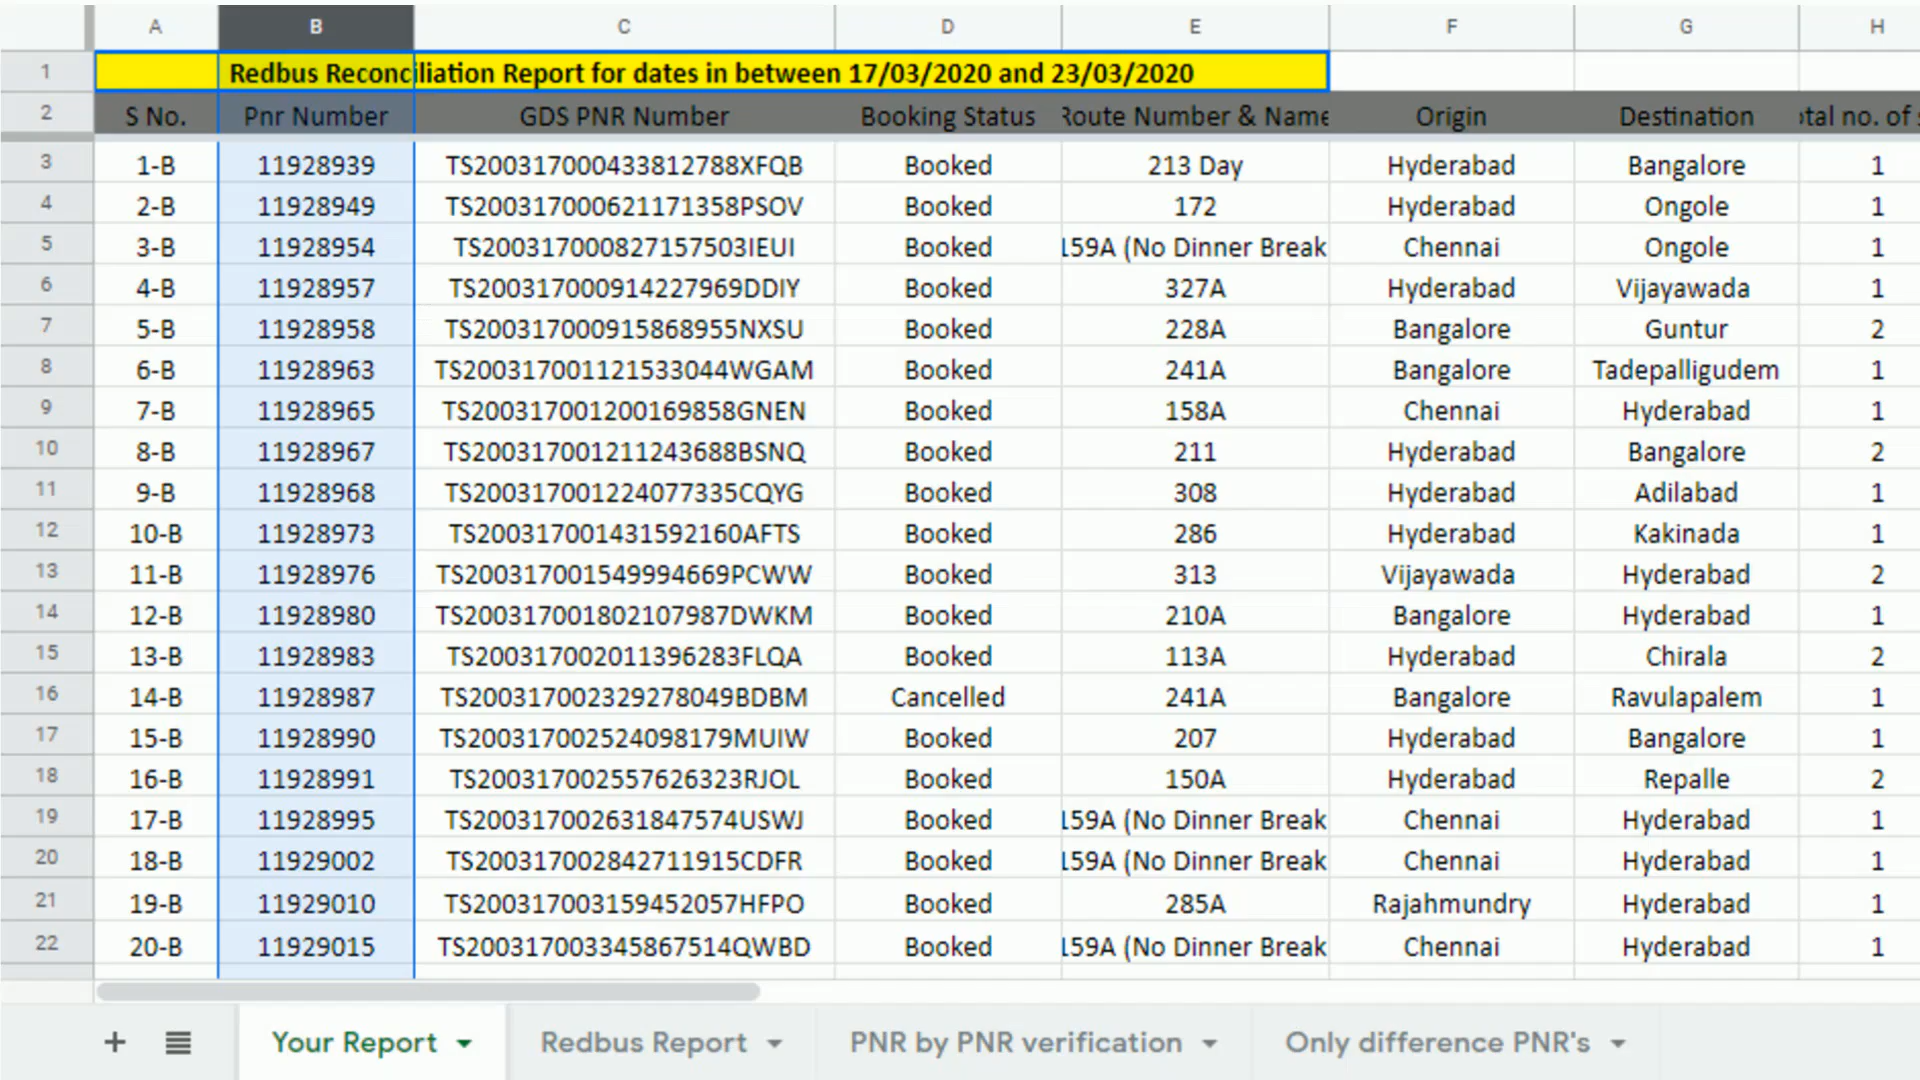 A B C D E F G H
1 Redbus Reconciliation Report for dates in between 17/03/2020 and 23/03/2020
2 S No. Pnr Number GDS PNR Number Booking Status Route Number & Name Origin Destination no. of
3 1-B 11928939 TS200317000433812788XFQB Booked 213 Day Hyderabad Bangalore 1
4 2-B 11928949 TS200317000621171358PSOV Booked 172 Hyderabad Ongole 1
5 3-B 11928954 TS200317000827157503IEUI Booked 159A (No Dinner Break Chennai Ongole 1
6 4-B 11928957 TS200317000914227969DDIY Booked 327A Hyderabad Vijayawada 1
7 5-B 11928958 TS200317000915868955NXSU Booked 228A Bangalore Guntur 2
8 6-B 11928963 TS200317001121533044WGAM Booked 241A Bangalore Tadepalligudem 1
9 7-B 11928965 TS200317001200169858GNEN Booked 158A Chennai Hyderabad 1
10 8-B 11928967 TS200317001211243688BSNQ Booked 211 Hyderabad Bangalore 2
11 9-B 11928968 TS200317001224077335CQYG Booked 308 Hyderabad Adilabad 1
12 10-B 11928973 TS200317001431592160AFTS Booked 286 Hyderabad Kakinada 1
13 11-B 11928976 TS200317001549994669PCWW Booked 313 Vijayawada Hyderabad 2
14 12-B 11928980 TS200317001802107987DWKM Booked 210A Bangalore Hyderabad 1
15 13-B 11928983 TS200317002011396283FLQA Booked 113A Hyderabad Chirala 2
16 14-B 11928987 TS200317002329278049BDBM Cancelled 241A Bangalore Ravulapalem 1
17 15-B 11928990 TS200317002524098179MUIW Booked 207 Hyderabad Bangalore 1
18 16-B 11928991 TS200317002557626323RJOL Booked 150A Hyderabad Repalle 2
19 17-B 11928995 TS200317002631847574USWJ Booked 159A (No Dinner Break Chennai Hyderabad 1
20 18-B 11929002 TS200317002842711915CDFR Booked 159A (No Dinner Break Chennai Hyderabad 1
21 19-B 11929010 TS200317003159452057HFPO Booked 285A Rajahmundry Hyderabad 1
22 20-B 11929015 TS200317003345867514QWBD Booked 159A (No Dinner Break Chennai Hyderabad 1
Your Report Redbus Report PNR by PNR verification Only difference PNR's